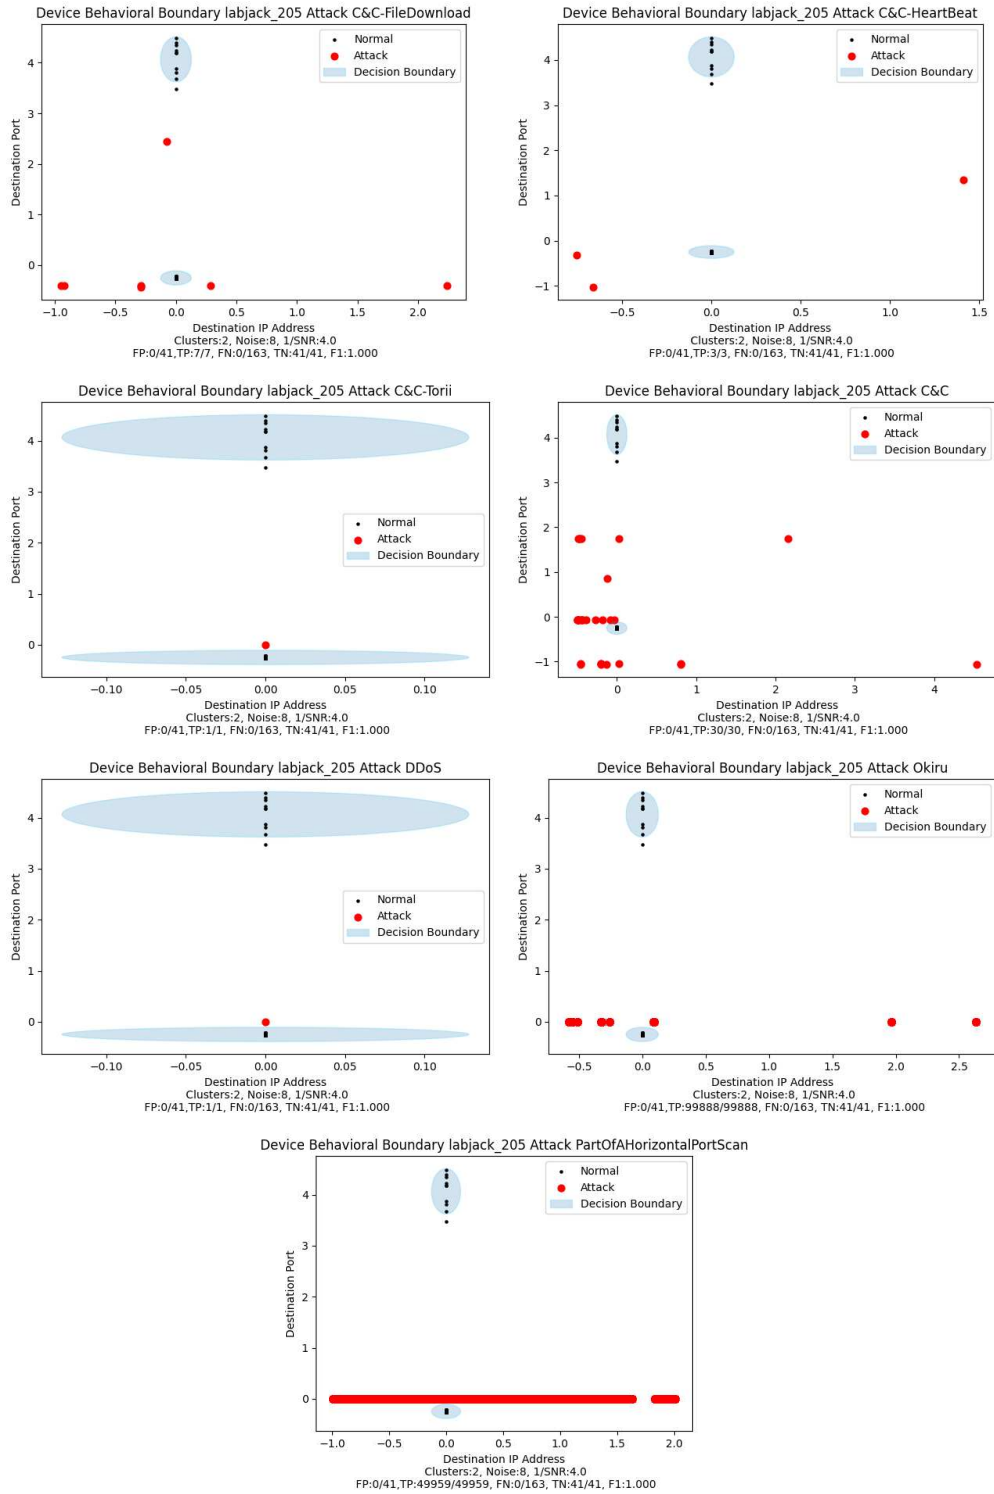 Device Behavioral Boundary labjack_205 Attack C&C-FileDownload
4
3
2
1
0
Destination Port
Normal
Attack
Decision Boundary
−1.0 −0.5 0.0 0.5 1.0 1.5 2.0
Destination IP Address
Clusters:2, Noise:8, 1/SNR:4.0
FP:0/41,TP:7/7, FN:0/163, TN:41/41, F1:1.000
Device Behavioral Boundary labjack_205 Attack C&C-HeartBeat
4
3
2
1
0
−1
Destination Port
Normal
Attack
Decision Boundary
−0.5 0.0 0.5 1.0 1.5
Destination IP Address
Clusters:2, Noise:8, 1/SNR:4.0
FP:0/41,TP:3/3, FN:0/163, TN:41/41, F1:1.000
Device Behavioral Boundary labjack_205 Attack C&C-Torii
4
3
2
1
0
Destination Port
Normal
Attack
Decision Boundary
−0.10 −0.05 0.00 0.05 0.10
Destination IP Address
Clusters:2, Noise:8, 1/SNR:4.0
FP:0/41,TP:1/1, FN:0/163, TN:41/41, F1:1.000
Device Behavioral Boundary labjack_205 Attack C&C
4
3
2
1
0
−1
Destination Port
Normal
Attack
Decision Boundary
0 1 2 3 4
Destination IP Address
Clusters:2, Noise:8, 1/SNR:4.0
FP:0/41,TP:30/30, FN:0/163, TN:41/41, F1:1.000
Device Behavioral Boundary labjack_205 Attack DDoS
4
3
2
1
0
Destination Port
Normal
Attack
Decision Boundary
−0.10 −0.05 0.00 0.05 0.10
Destination IP Address
Clusters:2, Noise:8, 1/SNR:4.0
FP:0/41,TP:1/1, FN:0/163, TN:41/41, F1:1.000
Device Behavioral Boundary labjack_205 Attack Okiru
4
3
2
1
0
Destination Port
Normal
Attack
Decision Boundary
−0.5 0.0 0.5 1.0 1.5 2.0 2.5
Destination IP Address
Clusters:2, Noise:8, 1/SNR:4.0
FP:0/41,TP:99888/99888, FN:0/163, TN:41/41, F1:1.000
Device Behavioral Boundary labjack_205 Attack PartOfAHorizontalPortScan
4
3
2
1
0
Destination Port
Normal
Attack
Decision Boundary
−1.0 −0.5 0.0 0.5 1.0 1.5 2.0
Destination IP Address
Clusters:2, Noise:8, 1/SNR:4.0
FP:0/41,TP:49959/49959, FN:0/163, TN:41/41, F1:1.000